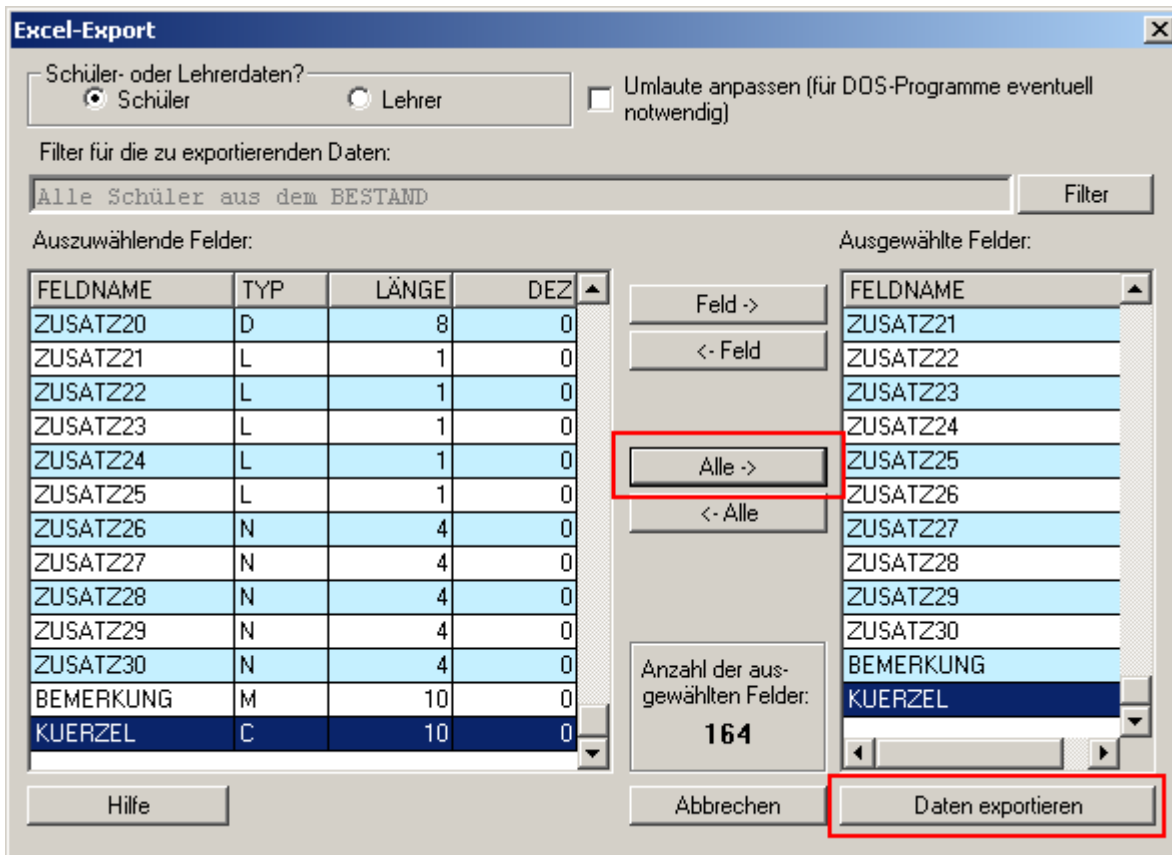 Excel-Export
Schüler- oder Lehrerdaten?
Schüler Lehrer
Umlaute anpassen (für DOS-Programme eventuell
notwendig)
Filter für die zu exportierenden Daten:
Alle Schüler aus dem BESTAND
Filter
Auszuwählende Felder:
FELDNAME TYP LÄNGE DEZ
ZUSATZ20 D 8 0
ZUSATZ21 L 1 0
ZUSATZ22 L 1 0
ZUSATZ23 L 1 0
ZUSATZ24 L 1 0
ZUSATZ25 L 1 0
ZUSATZ26 N 4 0
ZUSATZ27 N 4 0
ZUSATZ28 N 4 0
ZUSATZ29 N 4 0
ZUSATZ30 N 4 0
BEMERKUNG M 10 0
KUERZEL C 10 0
Feld ->
<- Feld
Alle ->
<- Alle
Anzahl der aus-
gewählten Felder:
164
Ausgewählte Felder:
FELDNAME
ZUSATZ21
ZUSATZ22
ZUSATZ23
ZUSATZ24
ZUSATZ25
ZUSATZ26
ZUSATZ27
ZUSATZ28
ZUSATZ29
ZUSATZ30
BEMERKUNG
KUERZEL
Hilfe
Abbrechen
Daten exportieren